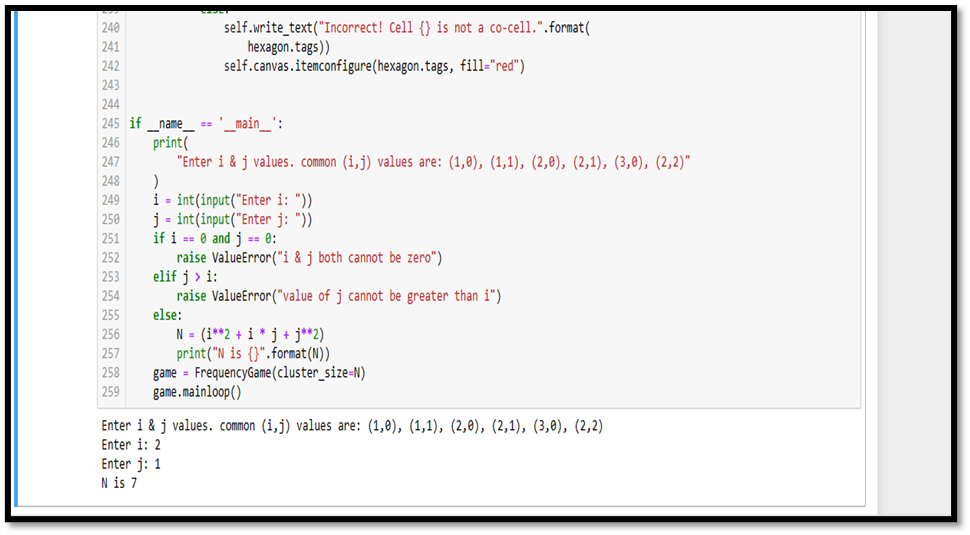 239 else:
240 self.write_text("Incorrect! Cell {} is not a co-cell.".format(
241 hexagon.tags))
242 self.canvas.itemconfigure(hexagon.tags, fill="red")
243
244
245 if __name__ == '__main__':
246 print(
247 "Enter i & j values. common (i,j) values are: (1,0), (1,1), (2,0), (2,1), (3,0), (2,2)"
248 )
249 i = int(input("Enter i: "))
250 j = int(input("Enter j: "))
251 if i == 0 and j == 0:
252 raise ValueError("i & j both cannot be zero")
253 elif j > i:
254 raise ValueError("value of j cannot be greater than i")
255 else:
256 N = (i**2 + i * j + j**2)
257 print("N is {}".format(N))
258 game = FrequencyGame(cluster_size=N)
259 game.mainloop()
Enter i & j values. common (i,j) values are: (1,0), (1,1), (2,0), (2,1), (3,0), (2,2)
Enter i: 2
Enter j: 1
N is 7